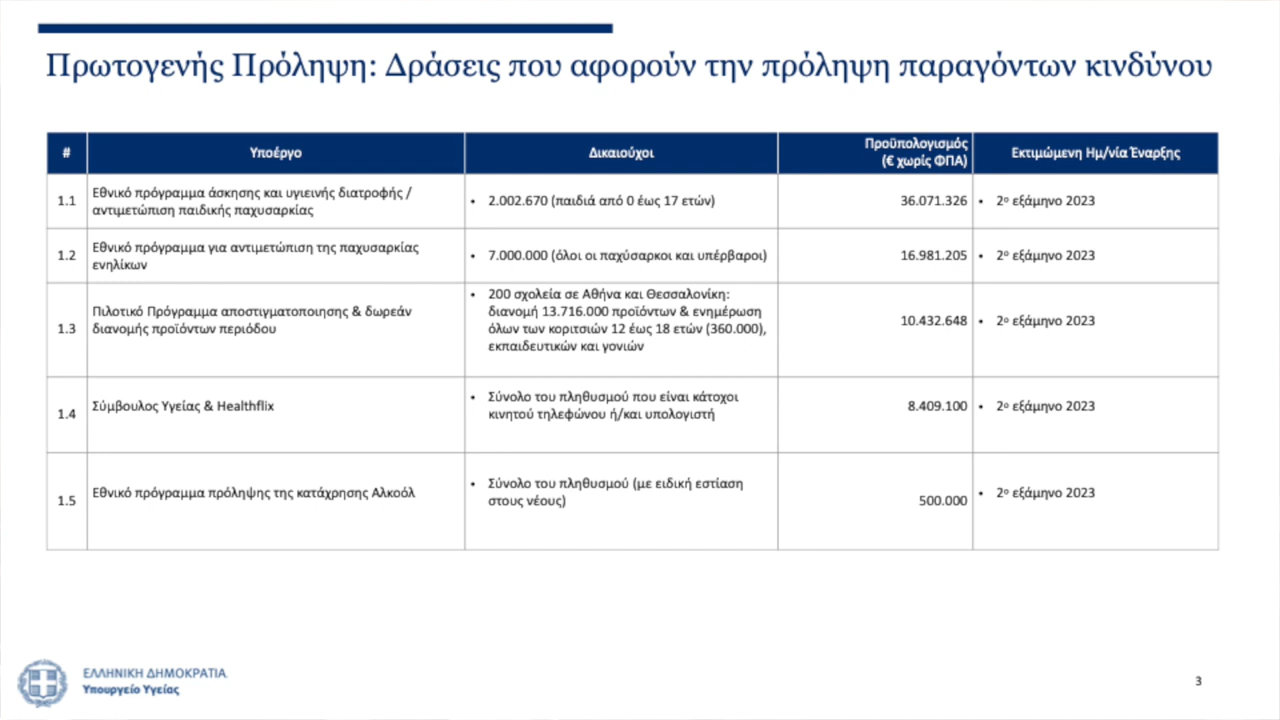 Πρωτογενής Πρόληψη: Δράσεις που αφορούν την πρόληψη παραγόντων κινδύνου
# Υποέργο Δικαιούχοι Προϋπολογισμός
(€ χωρίς ΦΠΑ) Εκτιμώμενη Ημ/νία Έναρξης
1.1 Εθνικό πρόγραμμα άσκησης και υγιεινής διατροφής /
αντιμετώπιση παιδικής παχυσαρκίας
• 2.002.670 (παιδιά από 0 έως 17 ετών)
36.071.326
• 2ο εξάμηνο 2023
1.2 Εθνικό πρόγραμμα για αντιμετώπιση της παχυσαρκίας
ενηλίκων
• 7.000.000 (όλοι οι παχύσαρκοι και υπέρβαροι)
16.981.205
• 2ο εξάμηνο 2023
1.3 Πιλοτικό Πρόγραμμα αποστιγματοποιησης & δωρεάν
διανομής προϊόντων περιόδου
• 200 σχολεία σε Αθήνα και Θεσσαλονίκη:
διανομή 13.716.000 προϊόντων & ενημέρωση
όλων των κοριτσιών 12 έως 18 ετών (360.000),
εκπαιδευτικών και γονιών
10.432.648
• 2ο εξάμηνο 2023
1.4 Σύμβουλος Υγείας & Healthflix
• Σύνολο του πληθυσμού που είναι κάτοχοι
κινητού τηλεφώνου ή/και υπολογιστή
8.409.100
• 2ο εξάμηνο 2023
1.5 Εθνικό πρόγραμμα πρόληψης της κατάχρησης Αλκοόλ
• Σύνολο του πληθυσμού (με ειδική εστίαση
στους νέους)
500.000
• 2ο εξάμηνο 2023
ΕΛΛΗΝΙΚΗ ΔΗΜΟΚΡΑΤΙΑ
Υπουργείο Υγείας
3